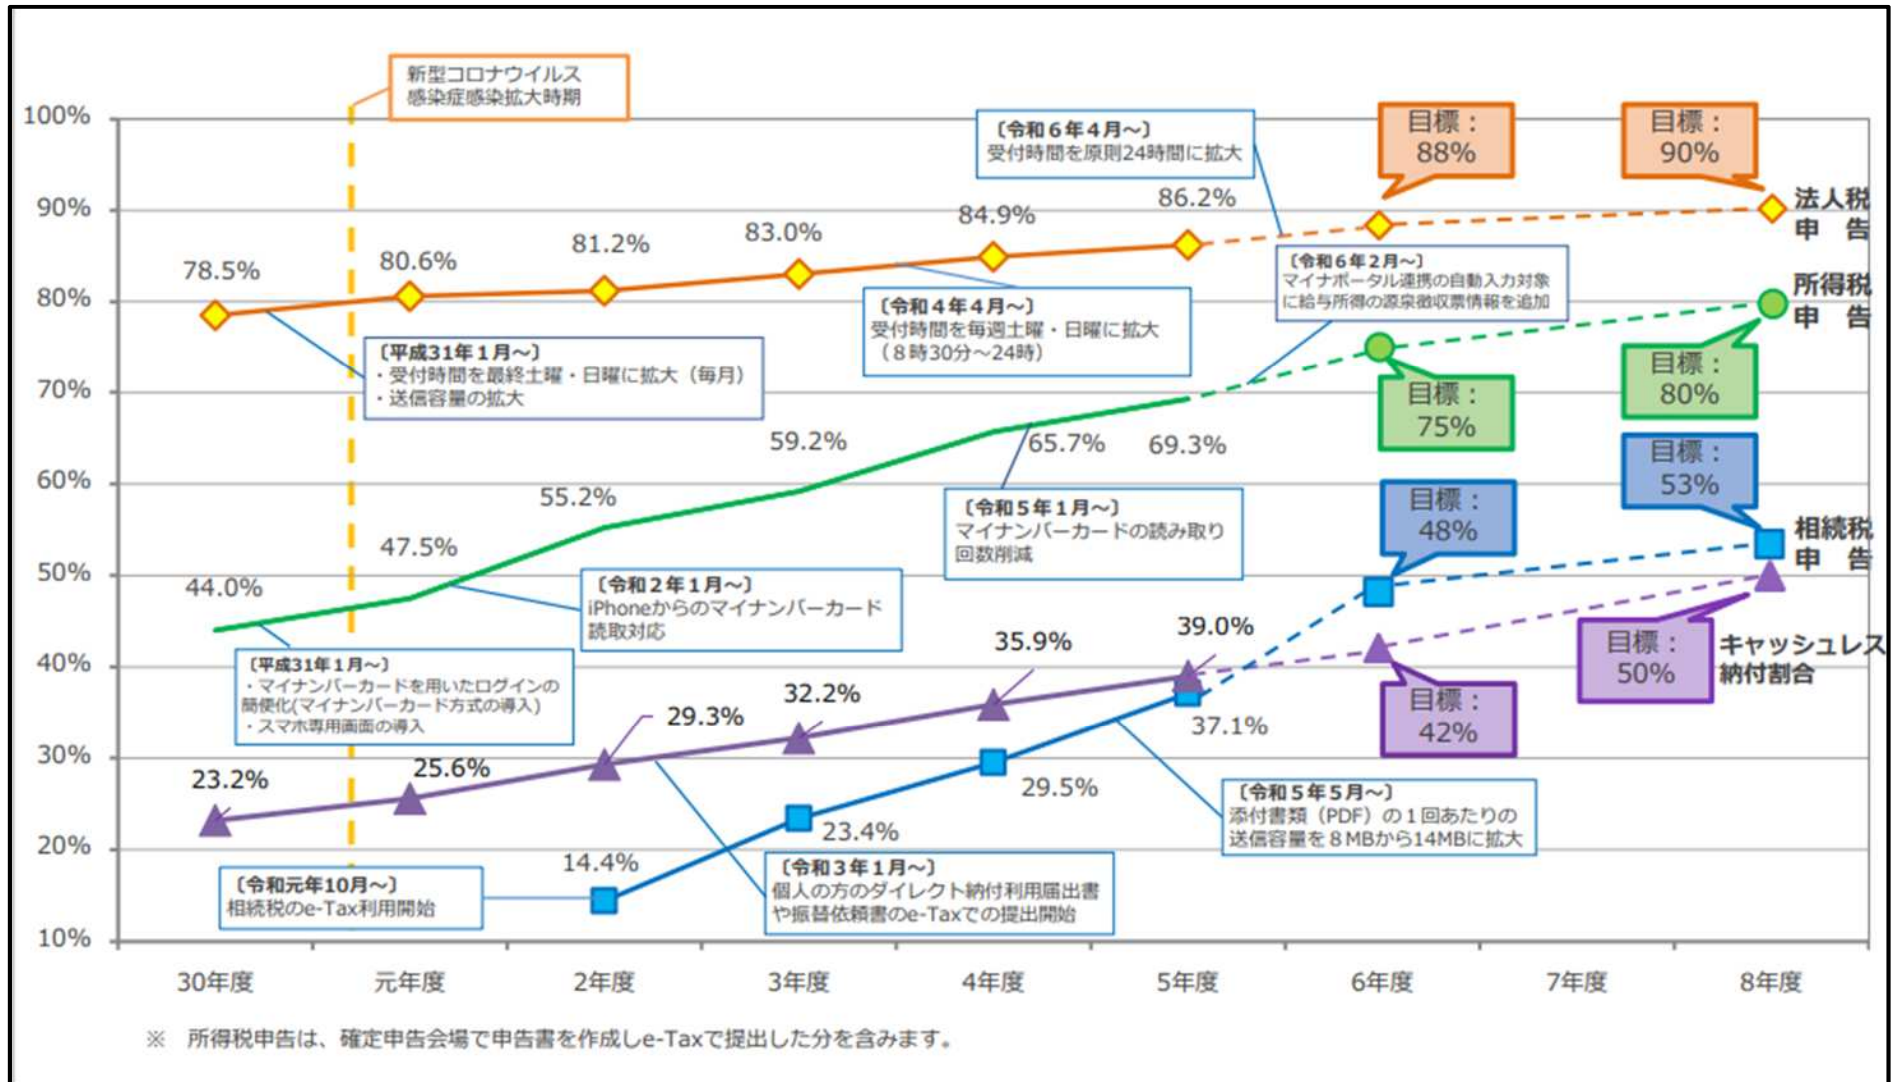 新型コロナウイルス
感染症感染拡大時期
100%
90%
80%
70%
60%
50%
40%
30%
20%
10%
〔令和６年４月～〕
受付時間を原則24時間に拡大
目標：
88%
目標：
90%
法人税
申　告
78.5%
80.6%
81.2%
83.0%
84.9%
86.2%
〔平成31年１月～〕
・受付時間を最終土曜・日曜に拡大（毎月）
・送信容量の拡大
〔令和４年４月～〕
受付時間を毎週土曜・日曜に拡大
（８時30分～24時）
〔令和６年２月～〕
マイナポータル連携の自動入力対象
に給与所得の源泉徴収票情報を追加
所得税
申　告
目標：
75%
目標：
80%
44.0%
47.5%
55.2%
59.2%
65.7%
69.3%
〔令和５年１月～〕
マイナンバーカードの読み取り
回数削減
〔令和２年１月～〕
iPhoneからのマイナンバーカード
読取対応
〔平成31年１月～〕
・マイナンバーカードを用いたログインの
簡便化(マイナンバーカード方式の導入)
・スマホ専用画面の導入
目標：
48%
目標：
53%
相続税
申　告
23.2%
25.6%
29.3%
32.2%
35.9%
39.0%
目標：
42%
目標：
50%
キャッシュレス
納付割合
14.4%
23.4%
29.5%
37.1%
〔令和元年10月～〕
相続税のe-Tax利用開始
〔令和３年１月～〕
個人の方のダイレクト納付利用届出書
や振替依頼書のe-Taxでの提出開始
〔令和５年５月～〕
添付書類（PDF）の１回あたりの
送信容量を８MBから14MBに拡大
30年度
元年度
2年度
3年度
4年度
5年度
6年度
7年度
8年度
※　所得税申告は、確定申告会場で申告書を作成しe-Taxで提出した分を含みます。